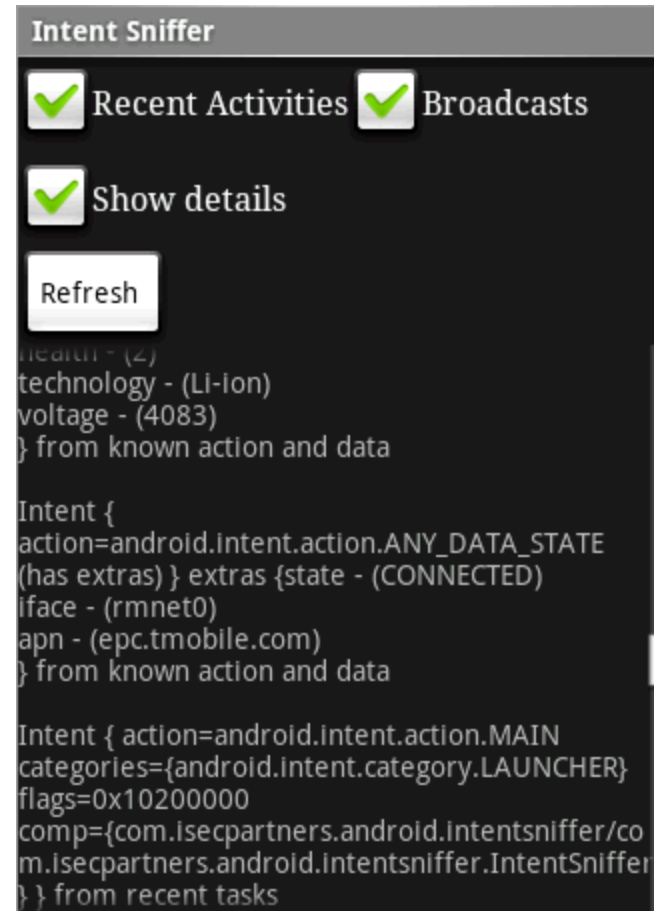 Intent Sniffer
Recent Activities Broadcasts
Show details
Refresh
health - (2)
technology - (Li-ion)
voltage - (4083)
} from known action and data
Intent {
action=android.intent.action.ANY_DATA_STATE
(has extras) } extras {state - (CONNECTED)
iface - (rmnet0)
apn - (epc.tmobile.com)
} from known action and data
Intent { action=android.intent.action.MAIN
categories={android.intent.category.LAUNCHER}
flags=0x10200000
comp={com.isecpartners.android.intentsniffer/co
m.isecpartners.android.intentsniffer.IntentSniffer
} } from recent tasks